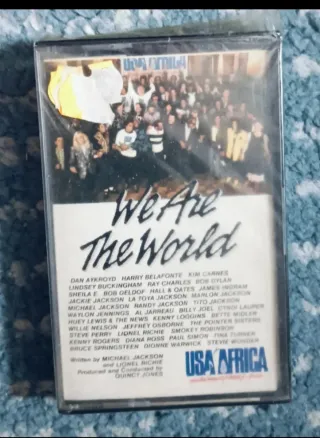 USA AFRICA
We Are
The World
DAN AYKROYD HARRY BELAFONTE KIM CARNES
LINDSEY BUCKINGHAM RAY CHARLES BOB DYLAN
SHEILA E. BOB GELDOF HALL & OATES JAMES INGRAM
JACKIE JACKSON LA TOYA JACKSON MARLON JACKSON
MICHAEL JACKSON RANDY JACKSON TITO JACKSON
WAYLON JENNINGS AL JARREAU BILLY JOEL CYNDI LAUPER
HUEY LEWIS & THE NEWS KENNY LOGGINS BETTE MIDLER
WILLIE NELSON JEFFREY OSBORNE THE POINTER SISTERS
STEVE PERRY LIONEL RICHIE SMOKEY ROBINSON
KENNY ROGERS DIANA ROSS PAUL SIMON TINA TURNER
BRUCE SPRINGSTEEN DIONNE WARWICK STEVIE WONDER
Written by MICHAEL JACKSON
and LIONEL RICHIE
Produced and Conducted by
QUINCY JONES
USA AFRICA